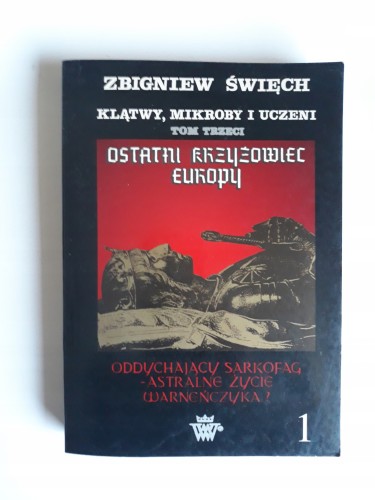 ZBIGNIEW ŚWIĘCH
KLĄTWY, MIKROBY I UCZENI
TOM TRZECI
OSTATNI KRZYŻOWIEC
EUROPY
ODDYCHAJĄCY SARKOFAG
-ASTRALNE ŻYCIE
WARNEŃCZYKA?
1